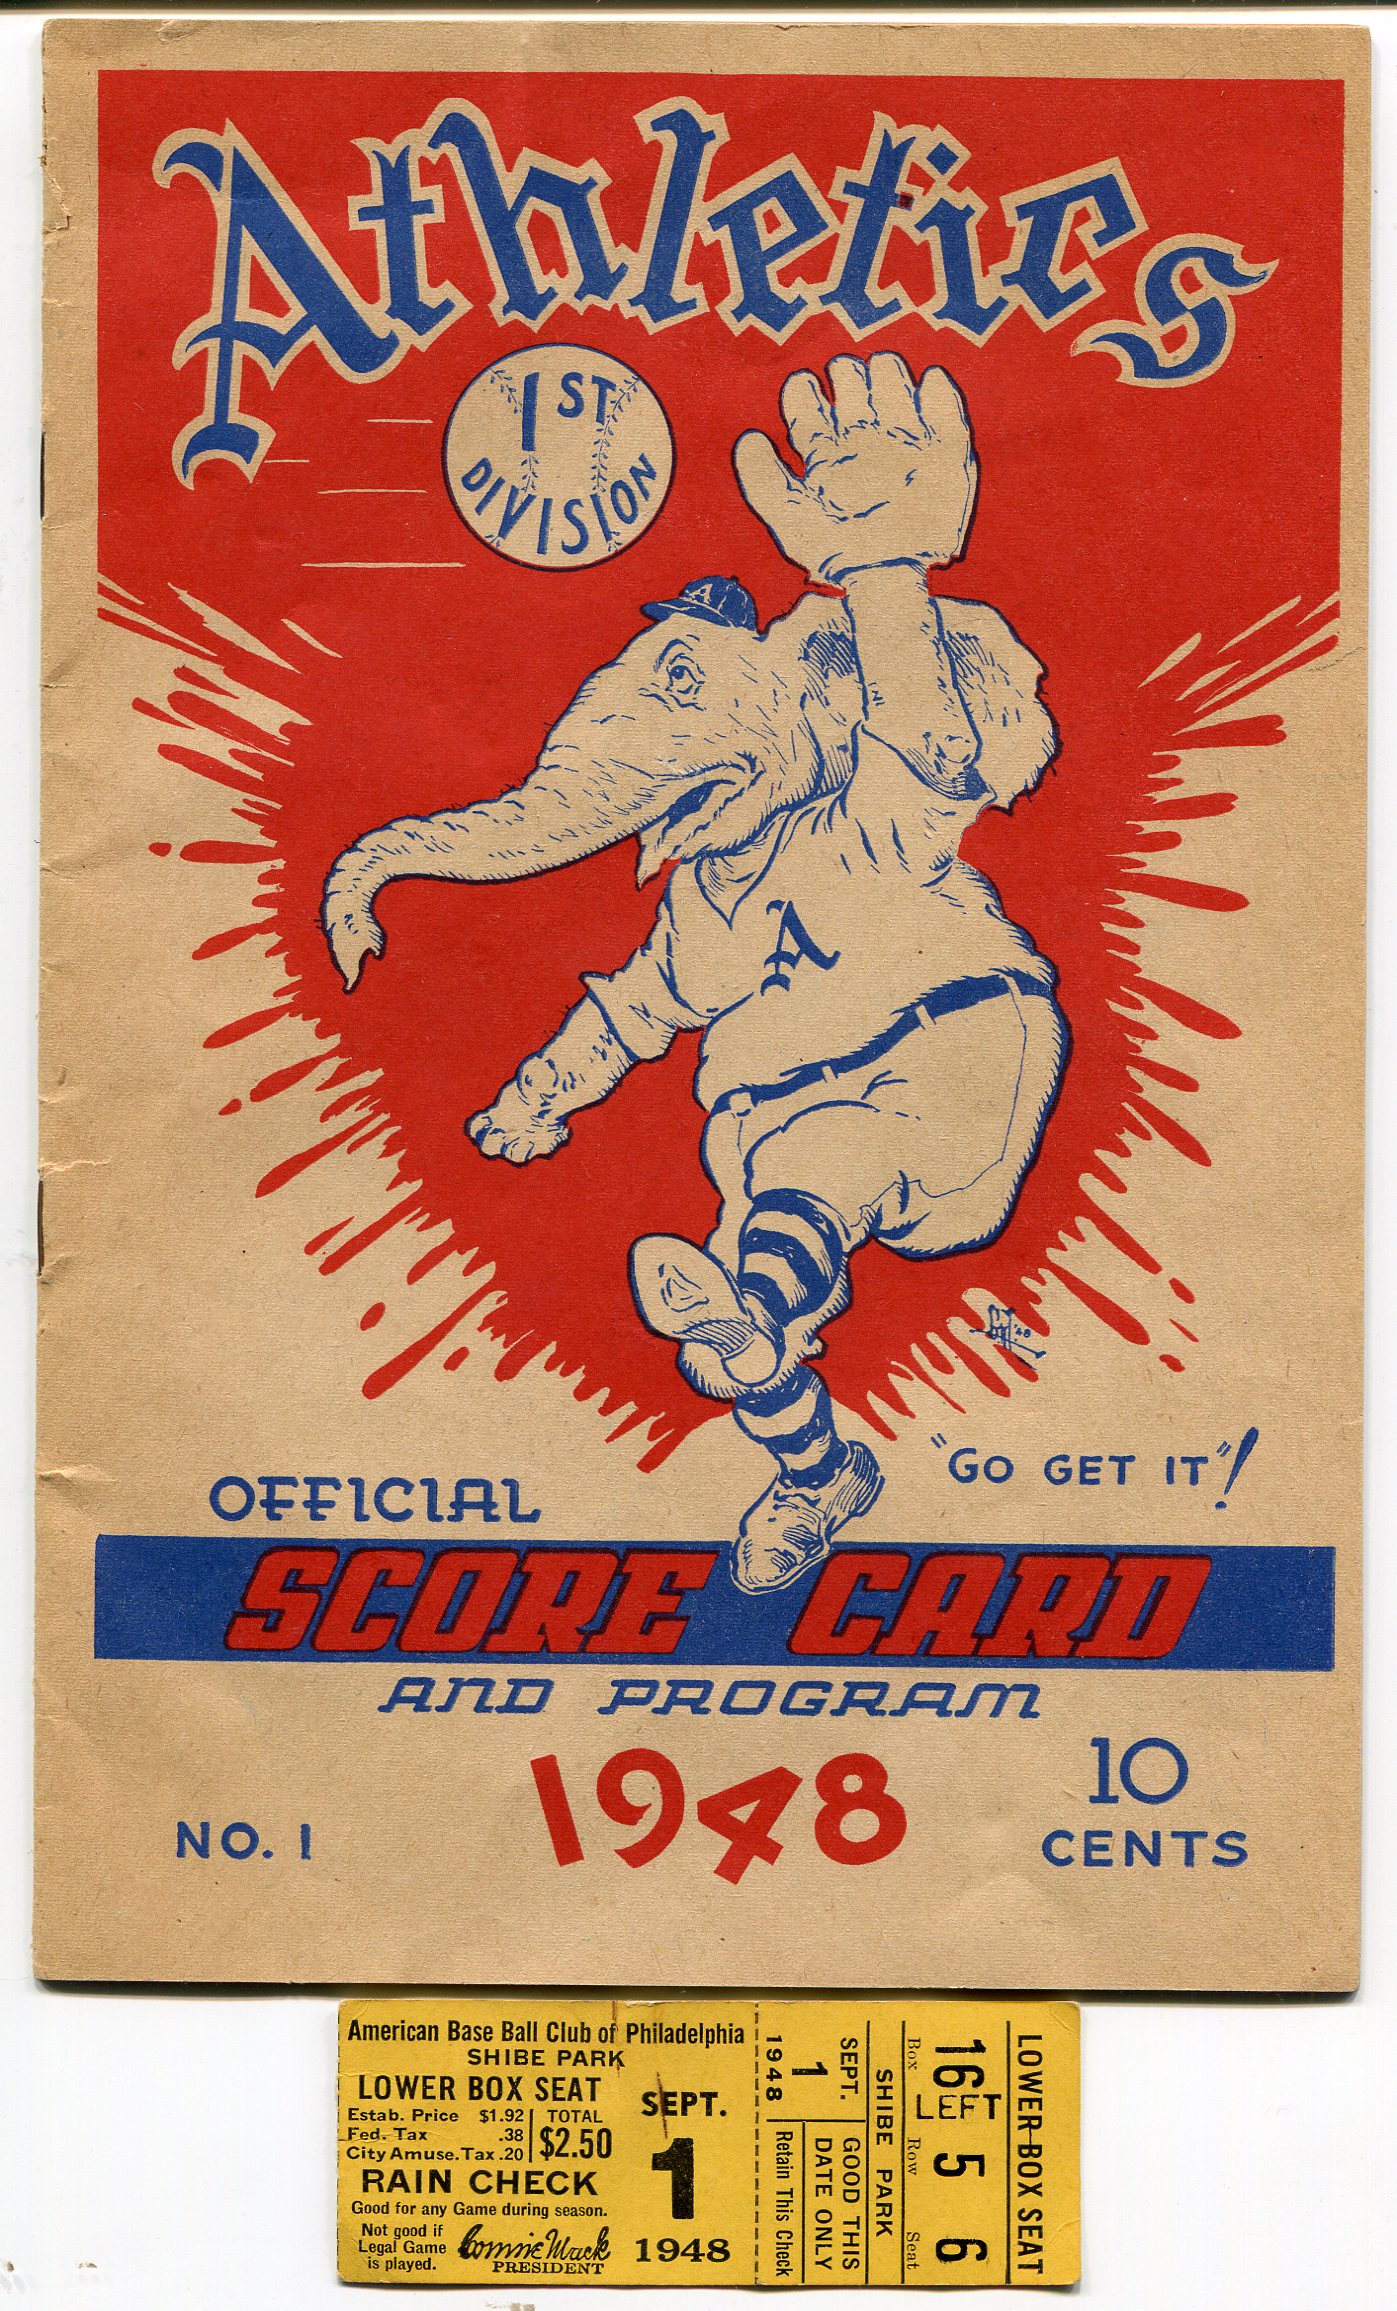 Athletics
1ST
DIVISION
A
A
'48
"GO GET IT"!
OFFICIAL
SCORE CARD
AND PROGRAM
1948
NO. 1
10
CENTS
American Base Ball Club of Philadelphia
SHIBE PARK
LOWER BOX SEAT
Estab. Price $1.92
Fed. Tax .38
City Amuse. Tax .20
TOTAL
$2.50
RAIN CHECK
Good for any Game during season.
Not good if
Legal Game
is played.
Connie Mack
PRESIDENT
SEPT.
1
1948
SEPT.
1
1948
GOOD THIS
DATE ONLY
Retain This Check
SHIBE PARK
Box Row Seat
16 5 6
LEFT
LOWER BOX SEAT